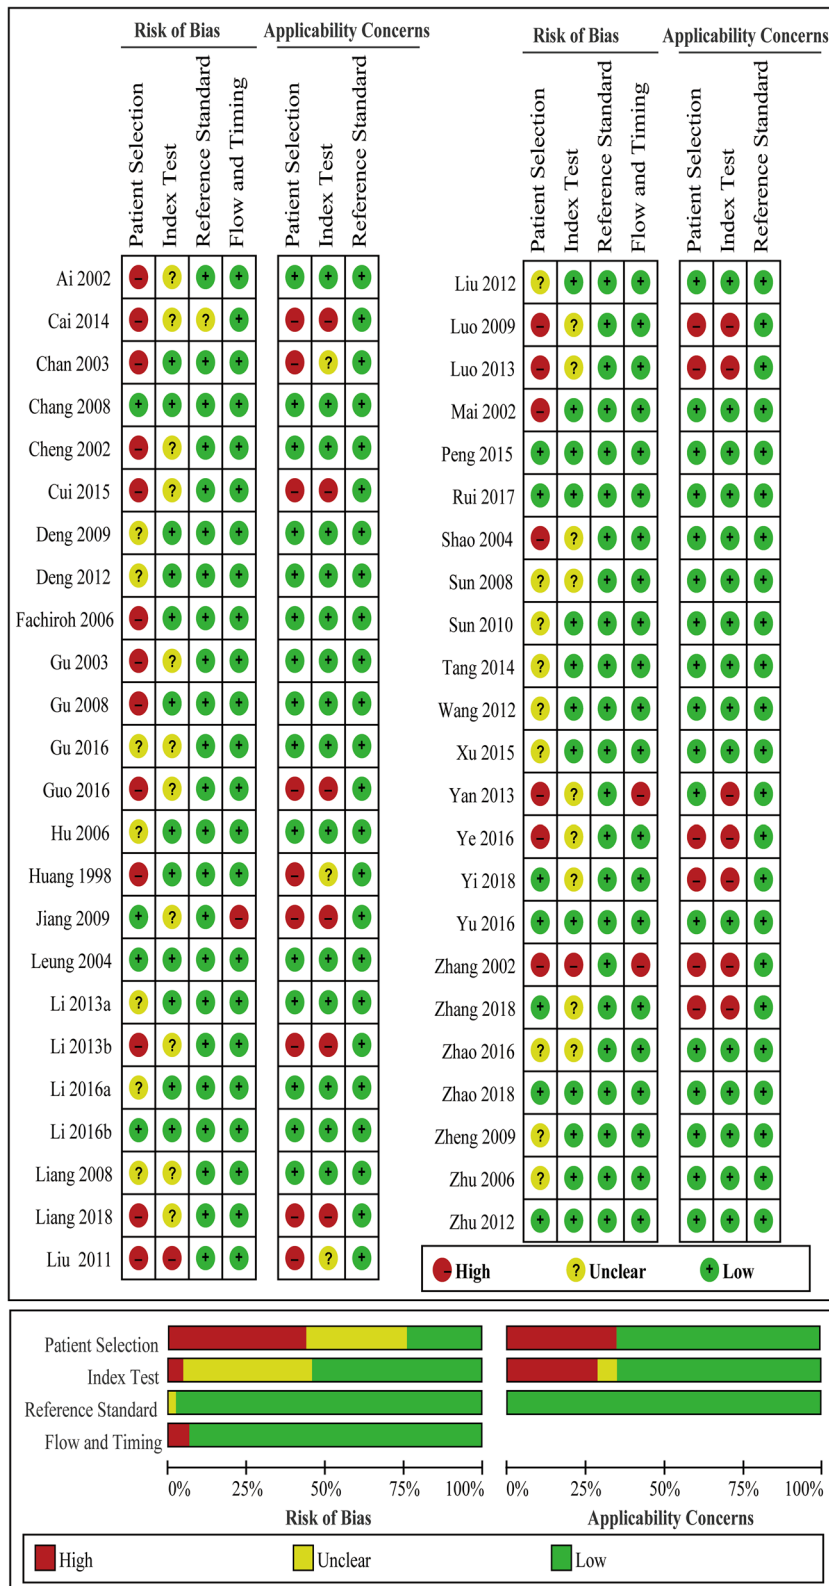 Risk of Bias Applicability Concerns
Patient Selection
Index Test
Reference Standard
Flow and Timing
Patient Selection
Index Test
Reference Standard
Ai 2002 - ? + + + + +
Cai 2014 - ? ? + - - +
Chan 2003 - + + + - ? +
Chang 2008 + + + + + + +
Cheng 2002 - ? + + + + +
Cui 2015 - ? + + - - +
Deng 2009 ? + + + + + +
Deng 2012 ? + + + + + +
Fachiroh 2006 - + + + + + +
Gu 2003 - ? + + + + +
Gu 2008 - + + + + + +
Gu 2016 ? ? + + + + +
Guo 2016 - ? + + - - +
Hu 2006 ? + + + + + +
Huang 1998 - + + + - ? +
Jiang 2009 + ? + - - - +
Leung 2004 + + + + + + +
Li 2013a ? + + + + + +
Li 2013b - ? + + - - +
Li 2016a ? + + + + + +
Li 2016b + + + + + + +
Liang 2008 ? ? + + + + +
Liang 2018 - ? + + - - +
Liu 2011 - - + + - ? +
Risk of Bias Applicability Concerns
Patient Selection
Index Test
Reference Standard
Flow and Timing
Patient Selection
Index Test
Reference Standard
Liu 2012 ? + + + + + +
Luo 2009 - ? + + - - +
Luo 2013 - ? + + - - +
Mai 2002 - + + + + + +
Peng 2015 + + + + + + +
Rui 2017 + + + + + + +
Shao 2004 - ? + + + + +
Sun 2008 ? ? + + + + +
Sun 2010 ? + + + + + +
Tang 2014 ? + + + + + +
Wang 2012 ? + + + + + +
Xu 2015 ? + + + + + +
Yan 2013 - ? + - + - +
Ye 2016 - ? + + - - +
Yi 2018 + ? + + - - +
Yu 2016 + + + + + + +
Zhang 2002 - - + - - - +
Zhang 2018 + ? + + - - +
Zhao 2016 ? ? + + + + +
Zhao 2018 + + + + + + +
Zheng 2009 ? + + + + + +
Zhu 2006 ? + + + + + +
Zhu 2012 + + + + + + +
- High ? Unclear + Low
Patient Selection
Index Test
Reference Standard
Flow and Timing
0% 25% 50% 75% 100% 0% 25% 50% 75% 100%
Risk of Bias Applicability Concerns
High Unclear Low